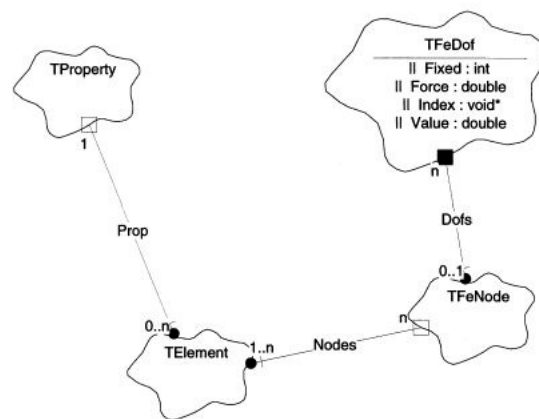 TProperty
1
TFeDof
|| Fixed : int
|| Force : double
|| Index : void*
|| Value : double
n
Prop
Dofs
0..1
TFeNode
n
0..n
TElement
1..n
Nodes